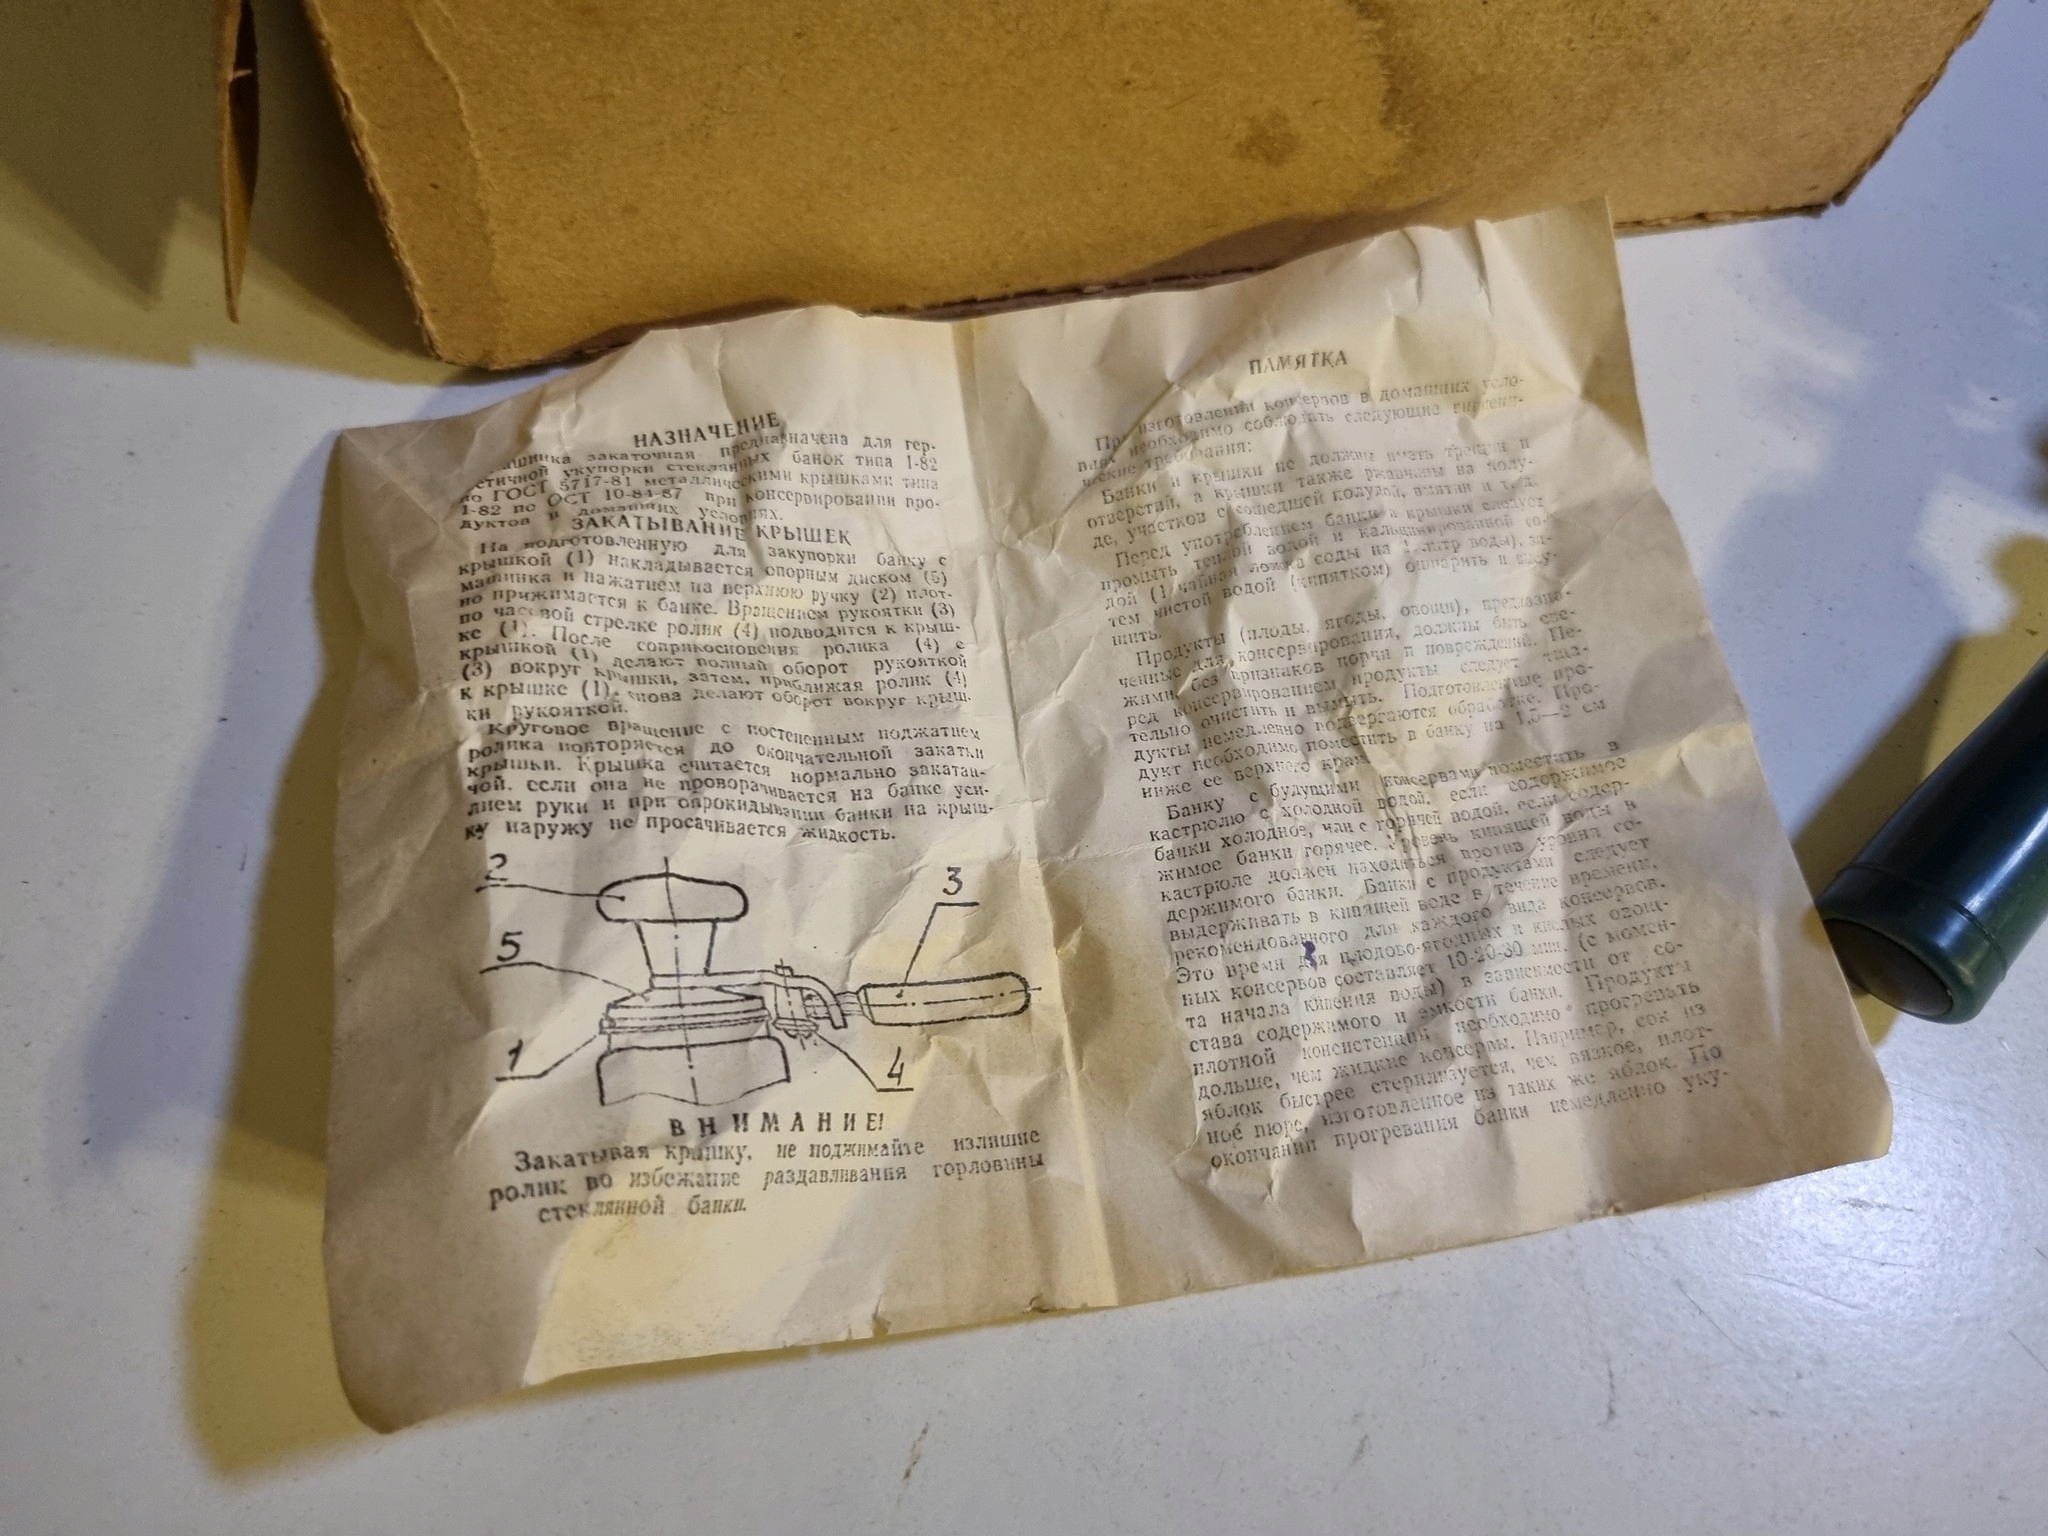 НАЗНАЧЕНИЕ
Машинка закаточная предназначена для гер-
метичной укупорки стеклянных банок типа 1-82
по ГОСТ 5717-81 металлическими крышками типа
1-82 по ОСТ 10-84-87 при консервировании про-
дуктов в домашних условиях.
ЗАКАТЫВАНИЕ КРЫШЕК
На подготовленную для закупорки банку с
крышкой (1) накладывается опорным диском (5)
машинка и нажатием на верхнюю ручку (2) плот-
но прижимается к банке. Вращением рукоятки (3)
по часовой стрелке ролик (4) подводится к крыш-
ке (1). После соприкосновения ролика (4) с
крышкой (1) делают полный оборот рукояткой
(3) вокруг крышки, затем, приближая ролик (4)
к крышке (1), снова делают оборот вокруг крыш-
ки рукояткой.
Круговое вращение с постепенным поджатием
ролика повторяется до окончательной закатки
крышки. Крышка считается нормально закатан-
чой, если она не проворачивается на банке уси-
лием руки и при опрокидывании банки на крыш-
ку наружу не просачивается жидкость.
2
3
5
1
4
ВНИМАНИЕ!
Закатывая крышку, не поджимайте излишне
ролик во избежание раздавливания горловины
стеклянной банки.
ПАМЯТКА
При изготовлении консервов в домашних усло-
виях необходимо соблюдать следующие гигиени-
ческие требования:
Банки и крышки не должны иметь трещин и
отверстий, а крышки также ржавчины на полу-
де, участков с сошедшей полудой, вмятин и т. д.
Перед употреблением банки и крышки следует
промыть теплой водой и кальцинированной со-
дой (1 чайная ложка соды на 1 литр воды), за-
тем чистой водой (кипятком) ошпарить и высу-
шить.
Продукты (плоды, ягоды, овощи), предназна-
ченные для консервирования, должны быть све-
жими, без признаков порчи и повреждений. Пе-
ред консервированием продукты следует тща-
тельно очистить и вымыть. Подготовленные про-
дукты немедленно подвергаются обработке. Про-
дукт необходимо поместить в банку на 1,5—2 см
ниже ее верхнего края.
Банку с будущими консервами поместить в
кастрюлю с холодной водой, если содержимое
банки холодное, или с горячей водой, если содер-
жимое банки горячее. Уровень кипящей воды в
кастрюле должен находиться против уровня со-
держимого банки. Банки с продуктами следует
выдерживать в кипящей воде в течение времени,
рекомендованного для каждого вида консервов.
Это время для плодово-ягодных и кислых овощ-
ных консервов составляет 10-20-30 мин. (с момен-
та начала кипения воды) в зависимости от со-
става содержимого и емкости банки. Продукты
плотной консистенции необходимо прогревать
дольше, чем жидкие консервы. Например, сок из
яблок быстрее стерилизуется, чем вязкое, плот-
ное пюре, изготовленное из таких же яблок. По
окончании прогревания банки немедленно уку-